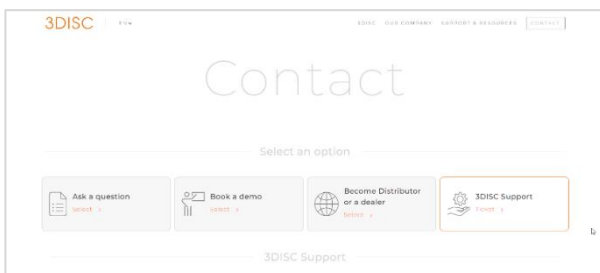 3DISC
3DISC OUR COMPANY SUPPORT & RESOURCES CONTACT
Contact
Select an option
Ask a question
Select >
Book a demo
Select >
Become Distributor
or a dealer
Select >
3DISC Support
Ticket >
3DISC Support